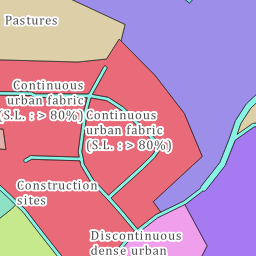 Pastures
Continuous
urban fabric
(S.L. : > 80%)
Continuous
urban fabric
(S.L. : > 80%)
Construction
sites
Discontinuous
dense urban